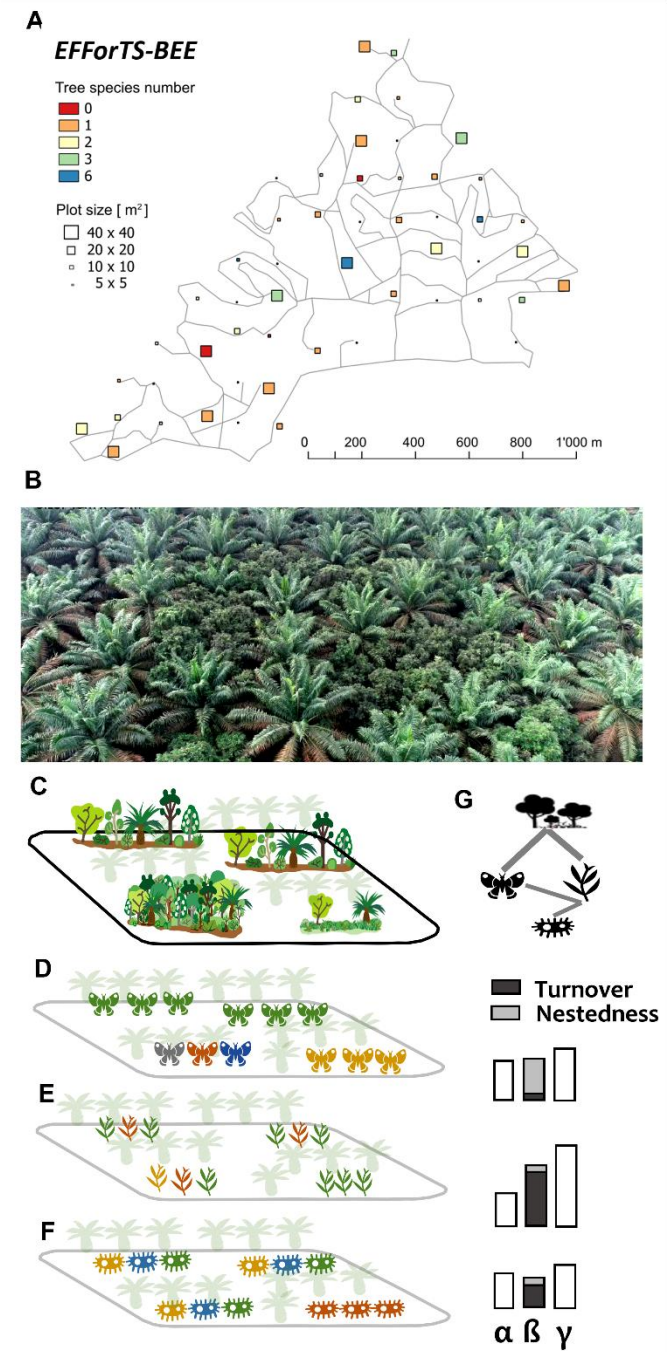 A
EFForTS-BEE
Tree species number
0
1
2
3
6
Plot size [ m² ]
40 x 40
20 x 20
10 x 10
5 x 5
0 200 400 600 800 1'000 m
B
C
G
D
Turnover
Nestedness
E
F
α ß γ